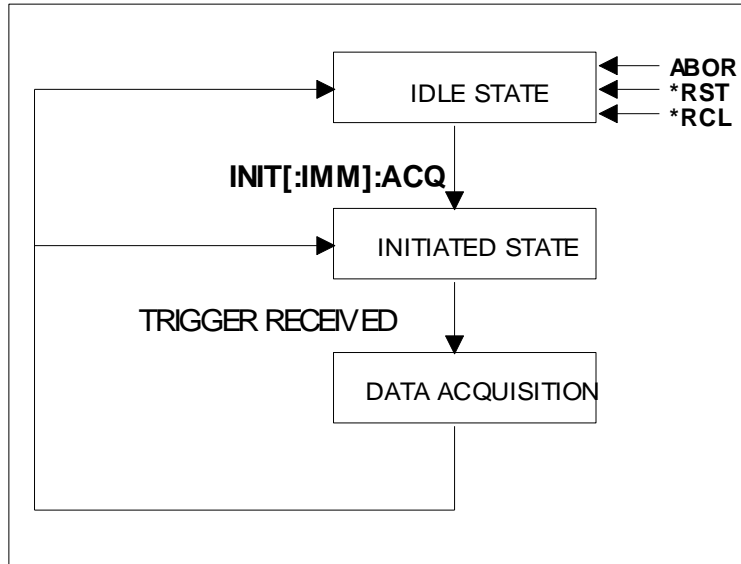 ABOR
IDLE STATE
*RST
*RCL
INIT[:IMM]:ACQ
INITIATED STATE
TRIGGER RECEIVED
DATA ACQUISITION